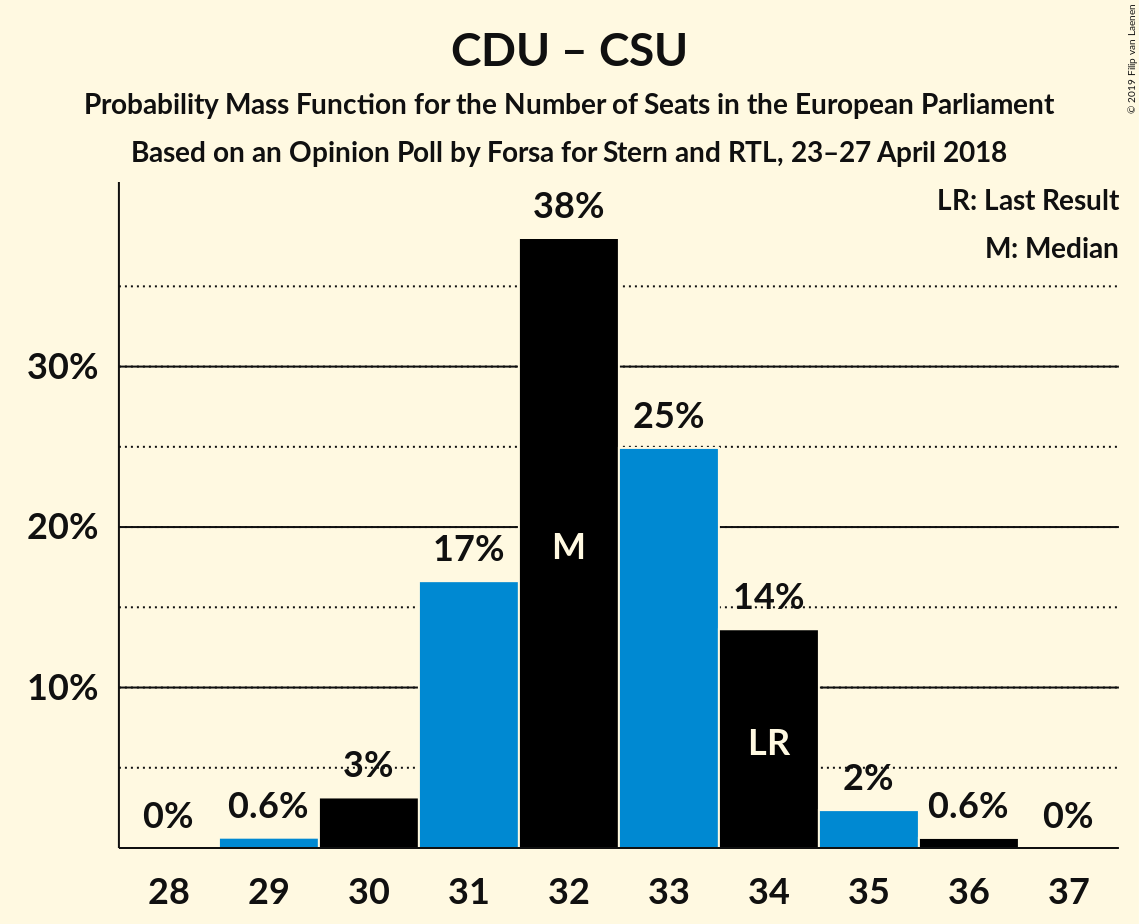 CDU – CSU
Probability Mass Function for the Number of Seats in the European Parliament
Based on an Opinion Poll by Forsa for Stern and RTL, 23–27 April 2018
© 2019 Filip van Laenen
LR: Last Result
M: Median
38%
30%
25%
20%
17%
M
14%
10%
LR
3%
2%
0%
0.6%
0.6%
0%
28 29 30 31 32 33 34 35 36 37